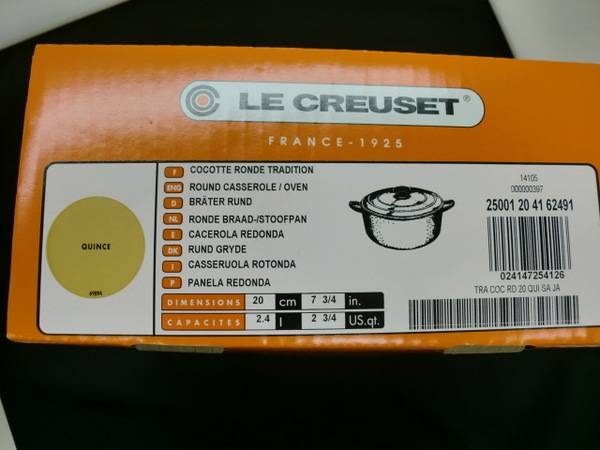 LE CREUSET®
FRANCE - 1925
QUINCE
F COCOTTE RONDE TRADITION
ENG ROUND CASSEROLE / OVEN
D BRÄTER RUND
NL RONDE BRAAD-/STOOFPAN
E CACEROLA REDONDA
DK RUND GRYDE
I CASSERUOLA ROTONDA
P PANELA REDONDA
DIMENSIONS 20 cm 7 3/4 in.
CAPACITES 2.4 l 2 3/4 US.qt.
14105
000000397
25001 20 41 62491
024147254126
TRA COC RD 20 QUI SA JA